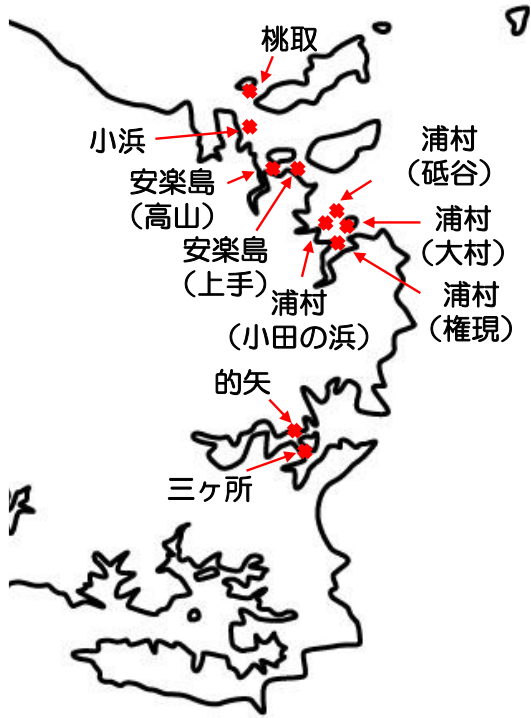 桃取
小浜
安楽島
（高山）
安楽島
（上手）
浦村
（砥谷）
浦村
（大村）
浦村
（権現）
浦村
（小田の浜）
的矢
三ヶ所